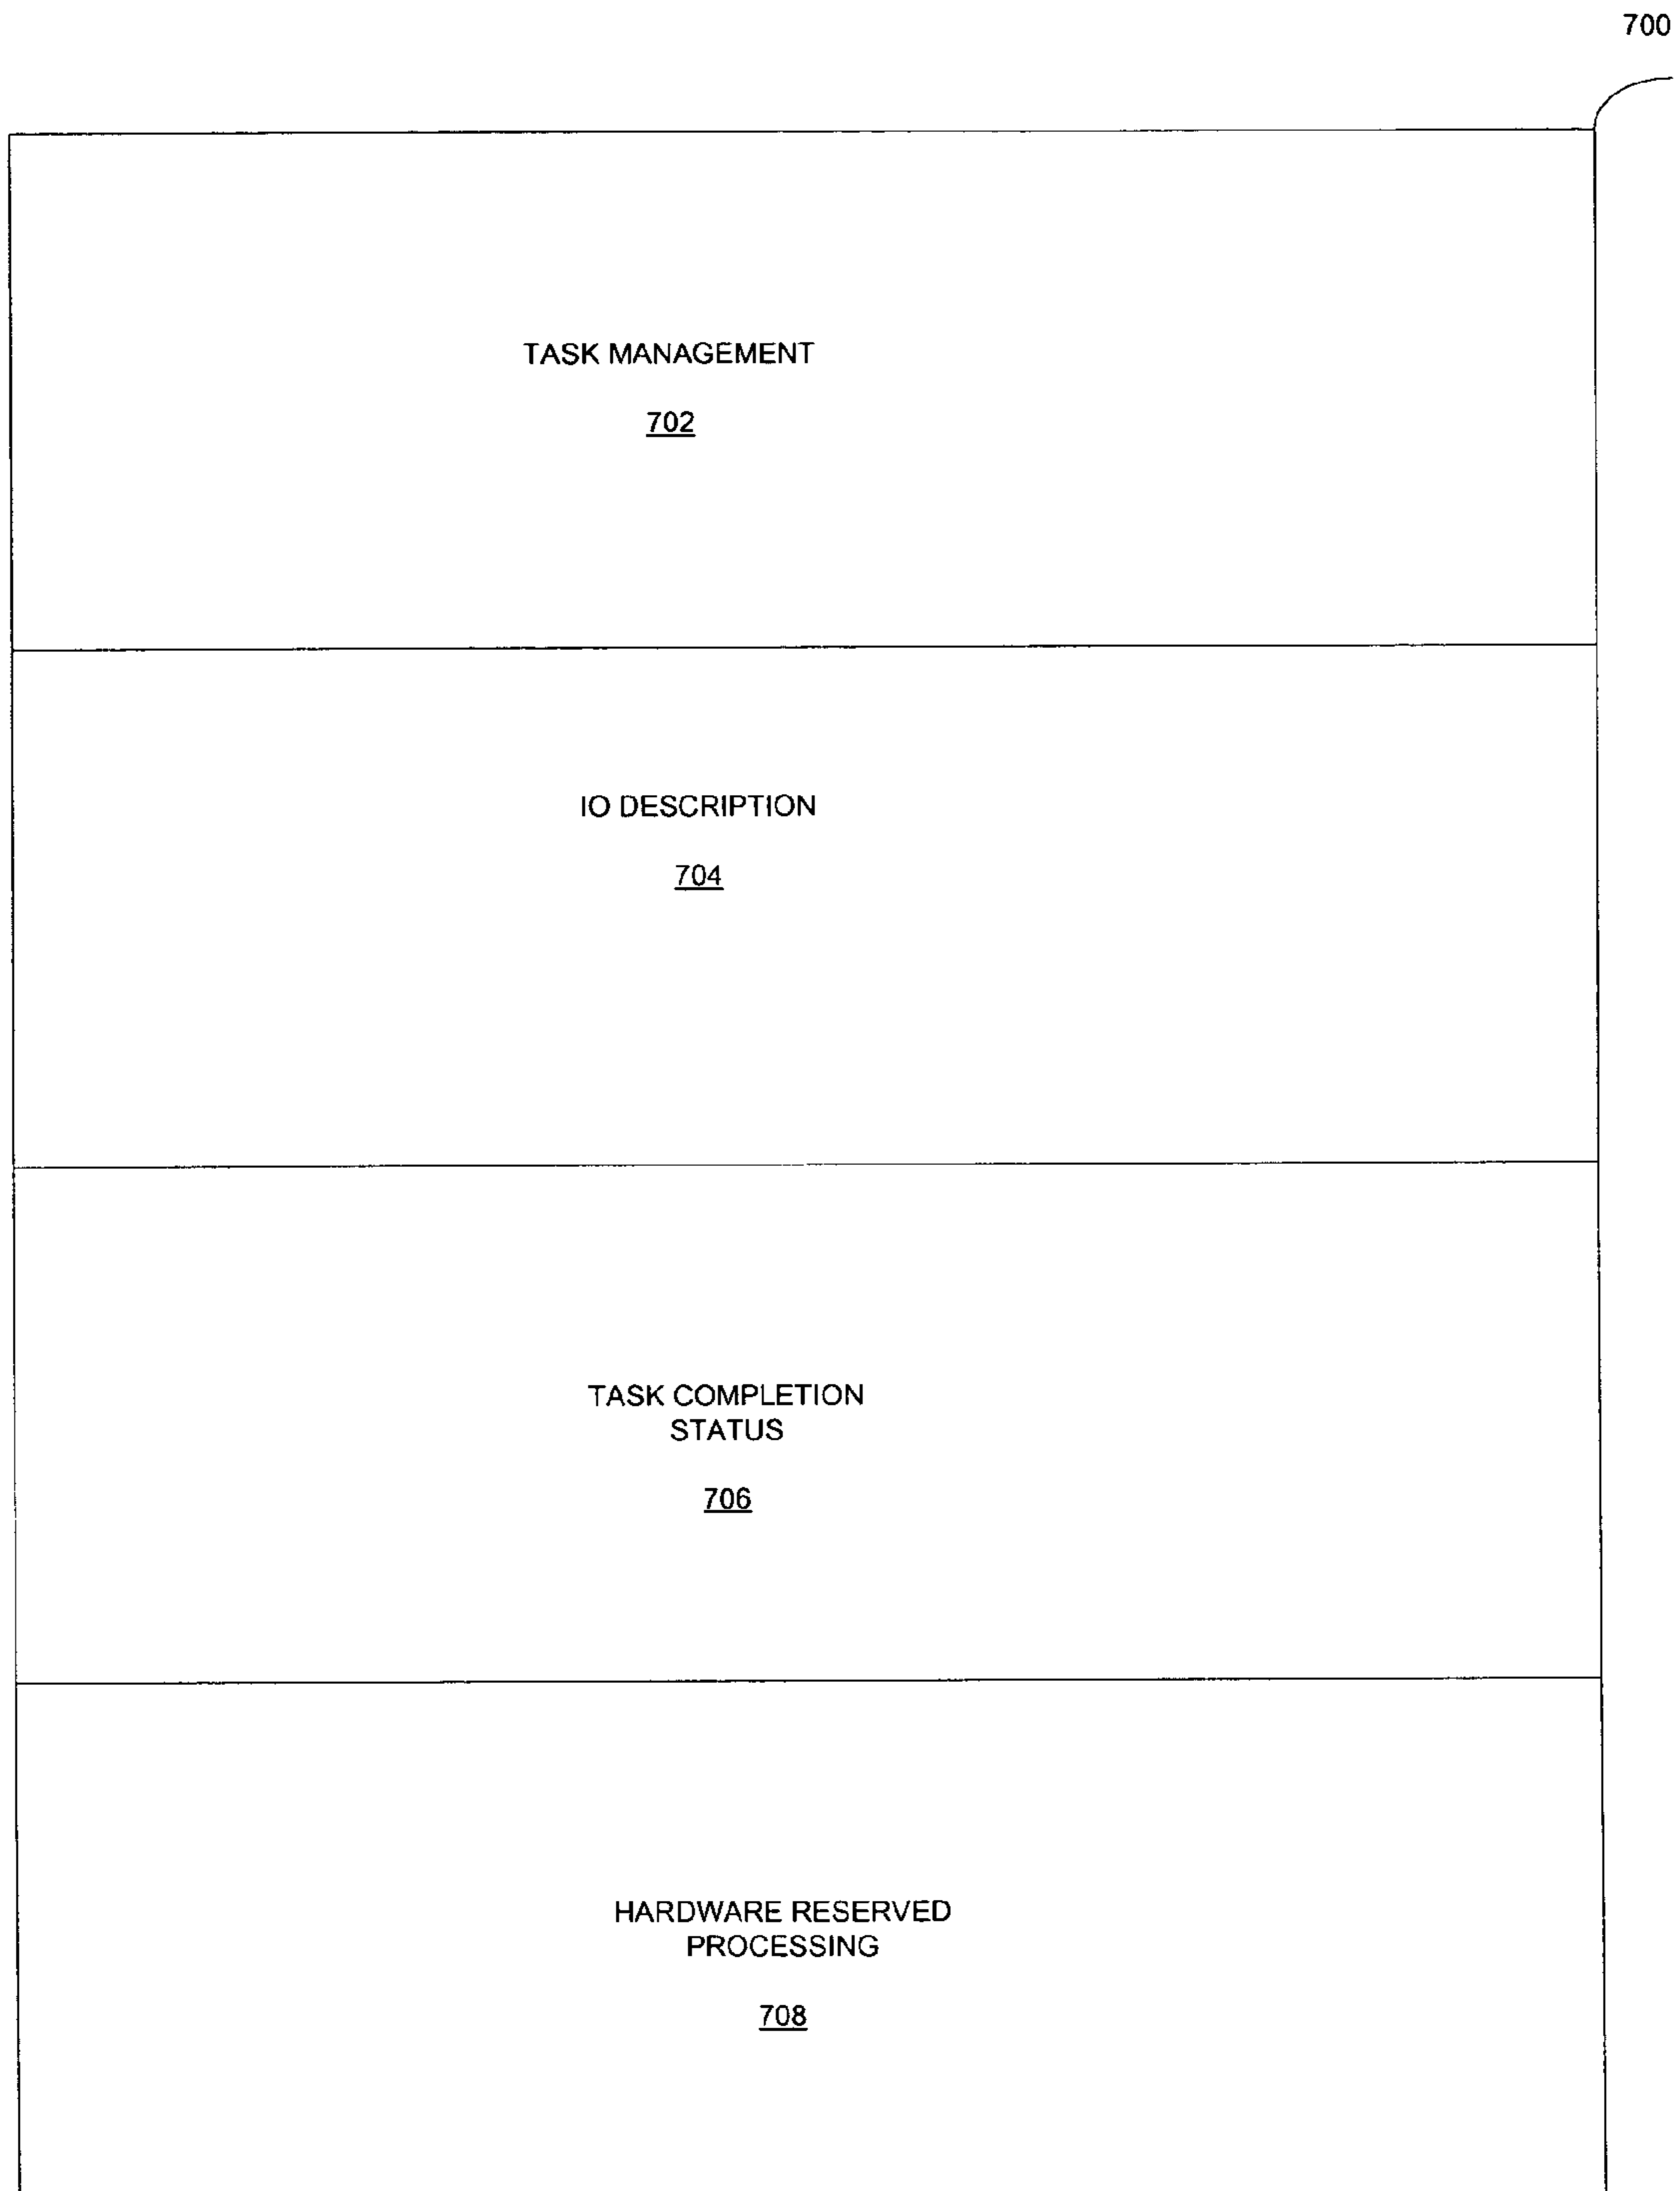 700
TASK MANAGEMENT
702
IO DESCRIPTION
704
TASK COMPLETION
STATUS
706
HARDWARE RESERVED
PROCESSING
708